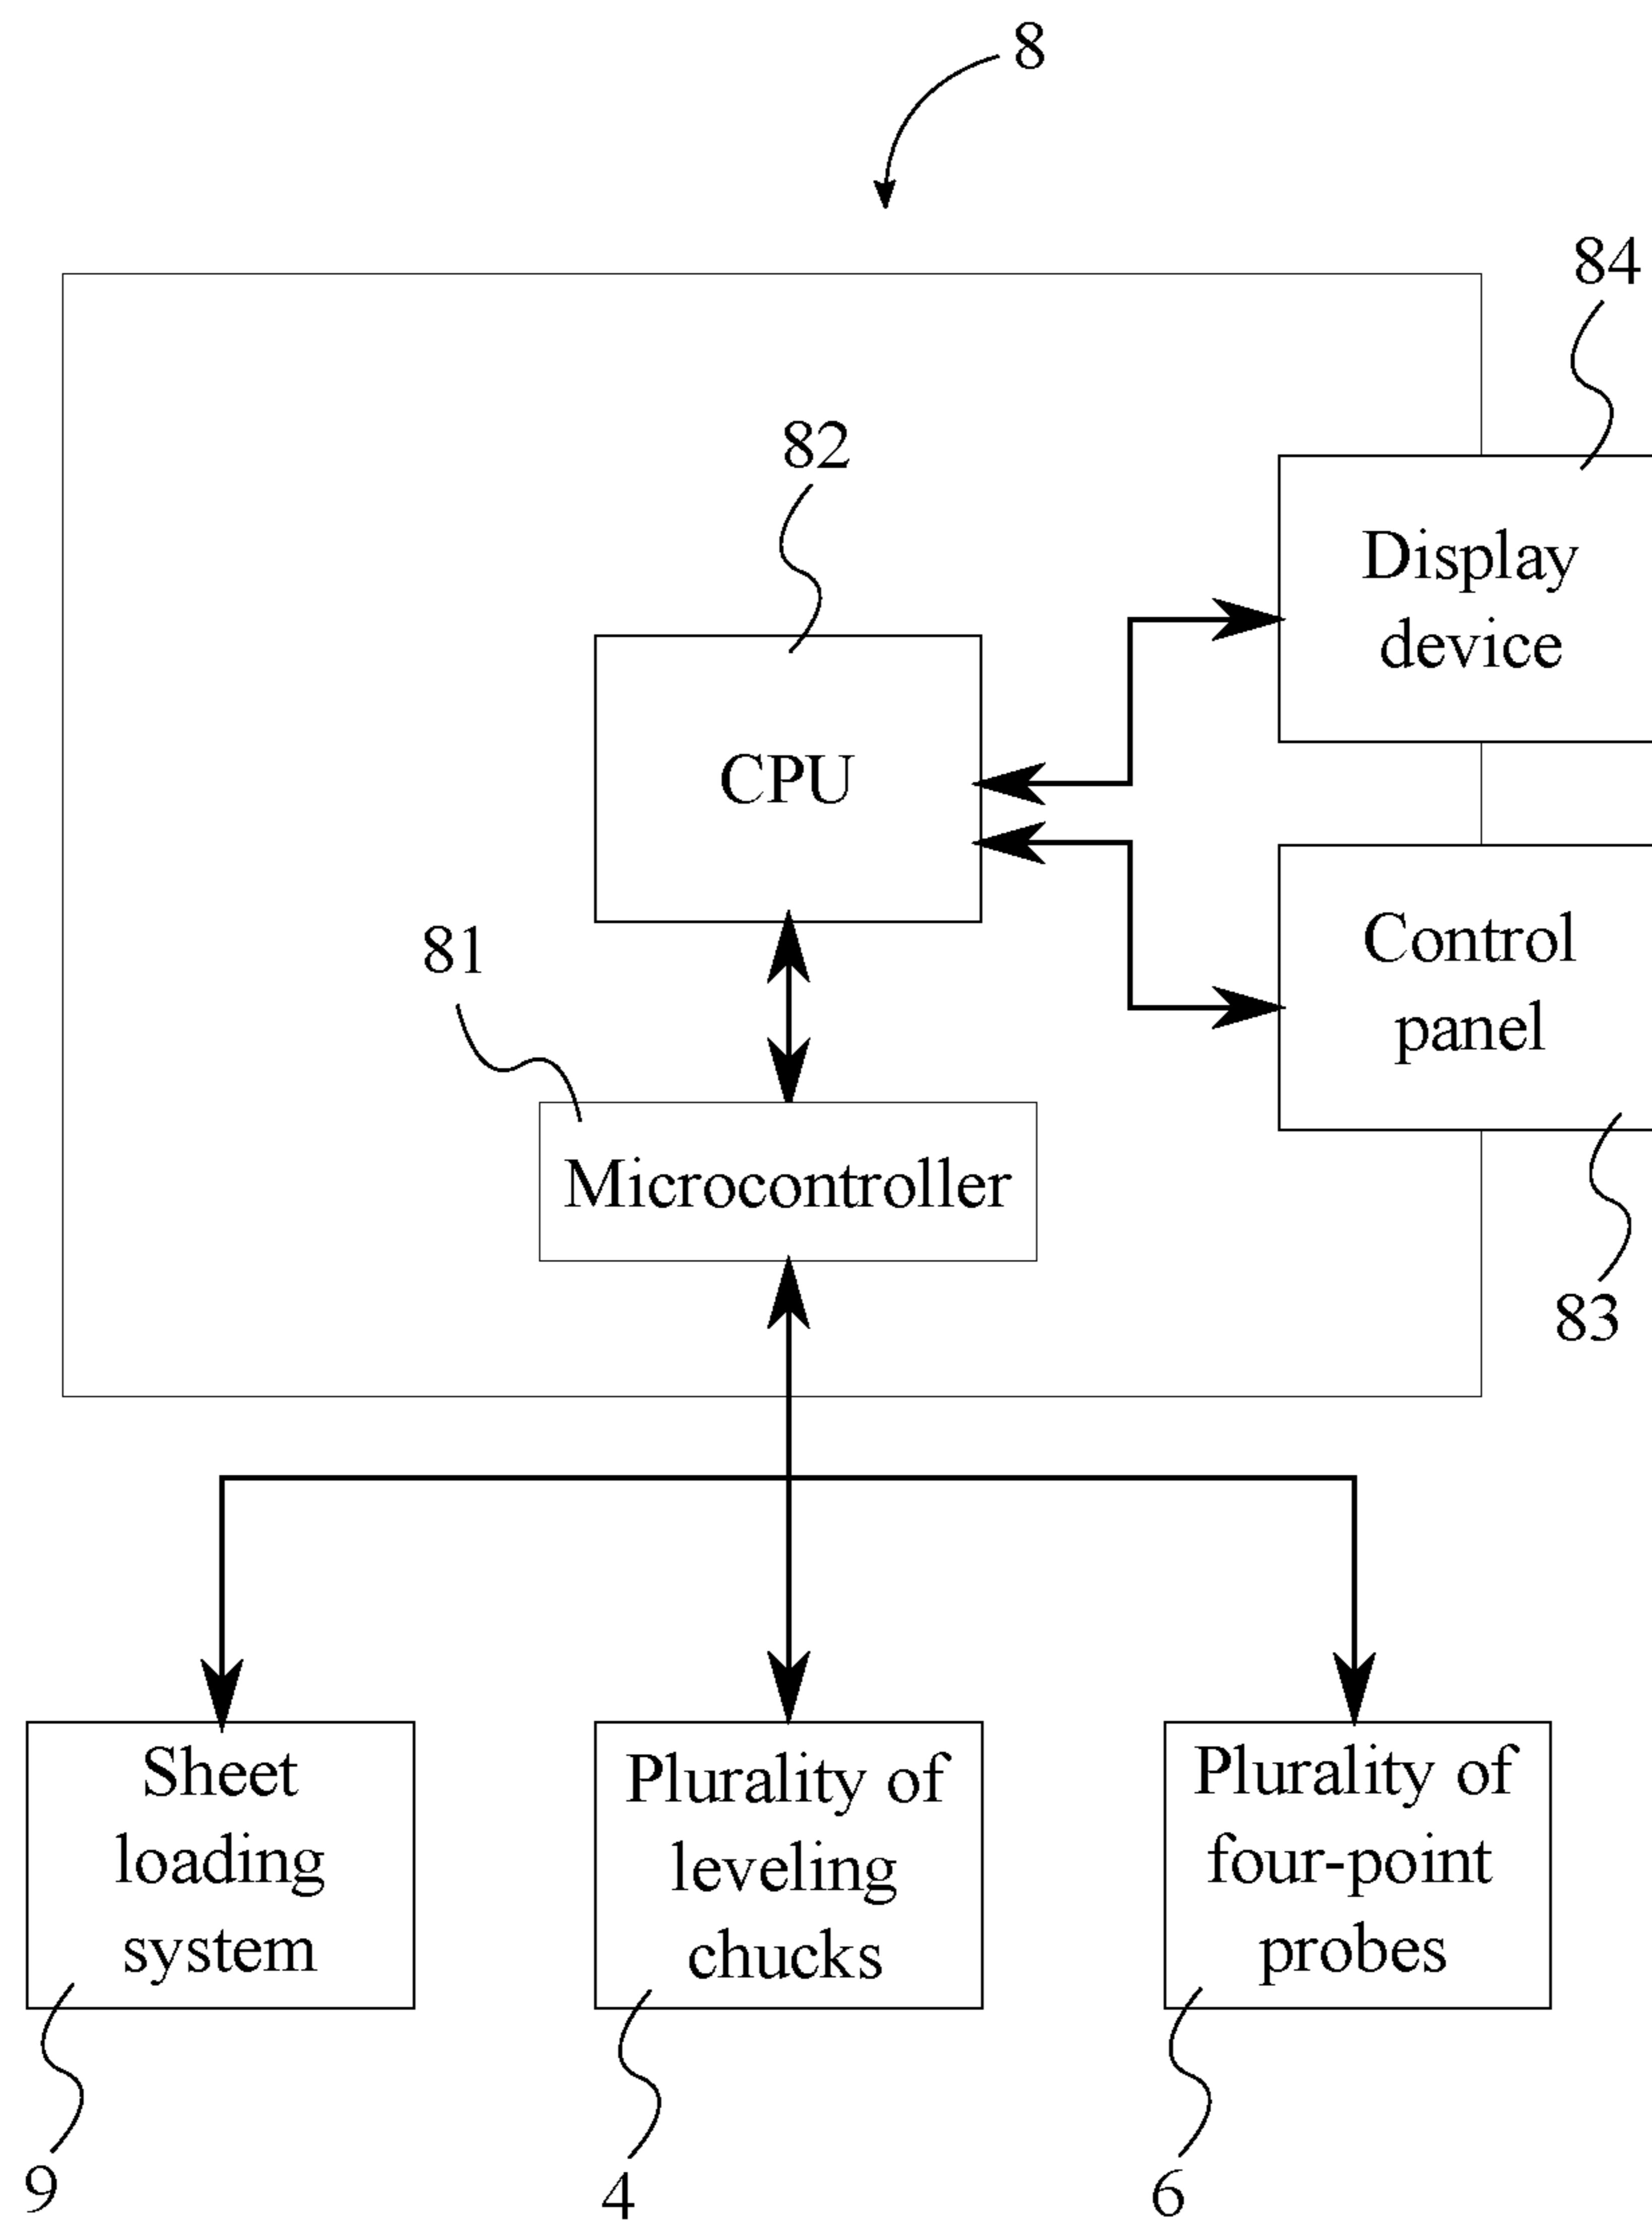 8
84
82
Display
device
CPU
Control
panel
81
Microcontroller
83
Sheet
loading
system
Plurality of
leveling
chucks
Plurality of
four-point
probes
9
4
6